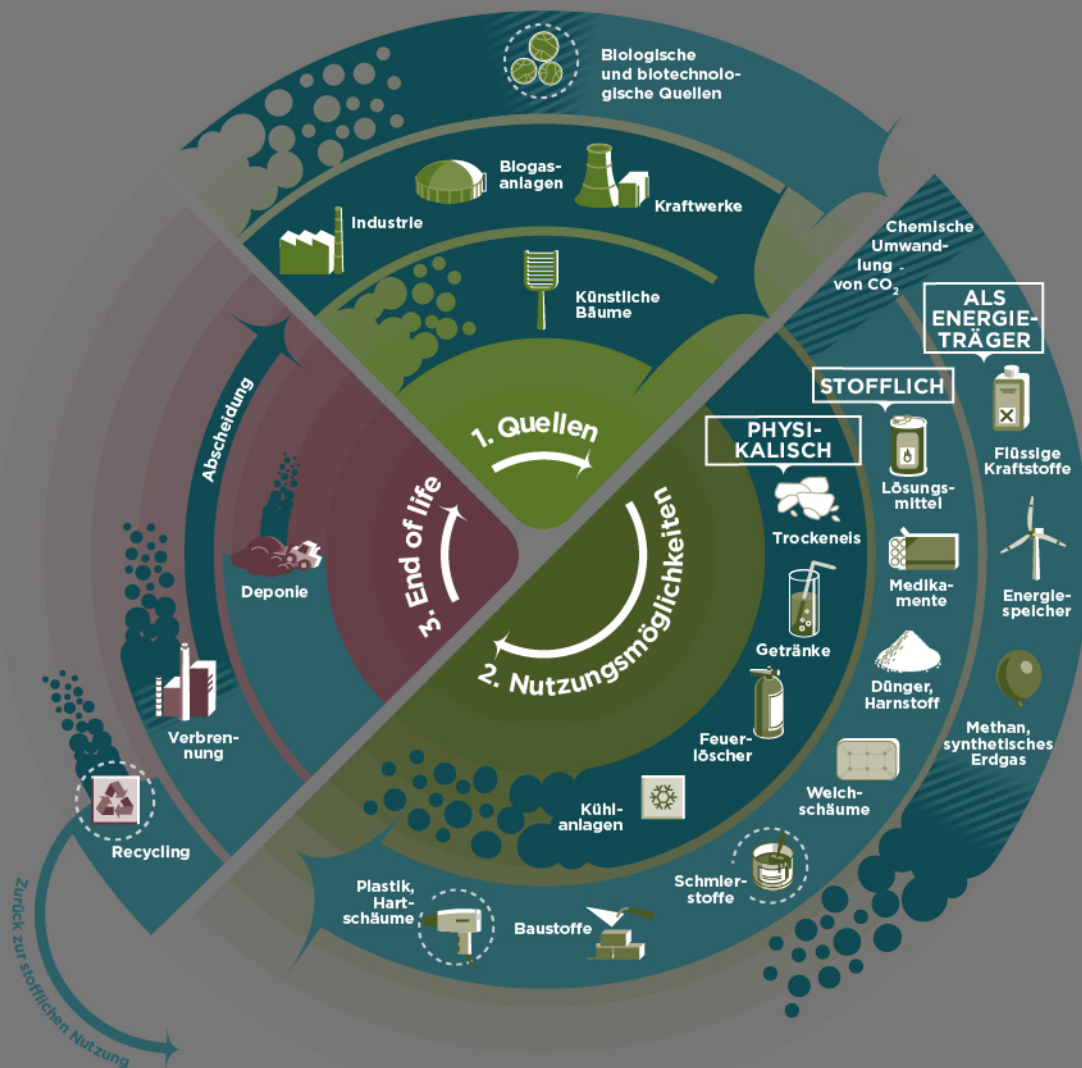 Biologische
und biotechnolo-
gische Quellen
Biogas-
anlagen
Kraftwerke
Industrie
Künstliche
Bäume
1. Quellen
Chemische
Umwand-
lung -
von CO₂
ALS
ENERGIE-
TRÄGER
STOFFLICH
PHYSI-
KALISCH
Flüssige
Kraftstoffe
Energie-
speicher
Methan,
synthetisches
Erdgas
Lösungs-
mittel
Medika-
mente
Dünger,
Harnstoff
Weich-
schäume
Schmier-
stoffe
Baustoffe
Plastik,
Hart-
schäume
Trockeneis
Getränke
Feuer-
löscher
Kühl-
anlagen
2. Nutzungsmöglichkeiten
3. End of life
Abscheidung
Deponie
Verbren-
nung
Recycling
Zurück zur stofflichen Nutzung